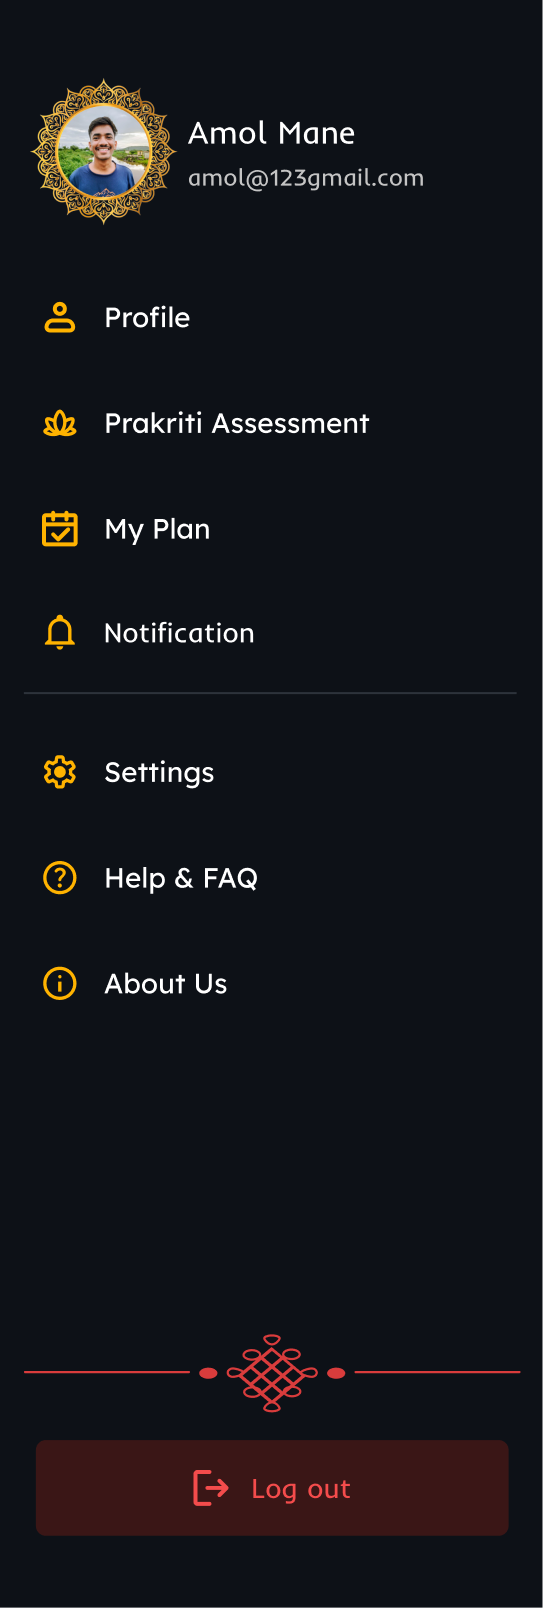 Amol Mane
amol@123gmail.com
Profile
Prakriti Assessment
My Plan
Notification
Settings
Help & FAQ
About Us
Log out